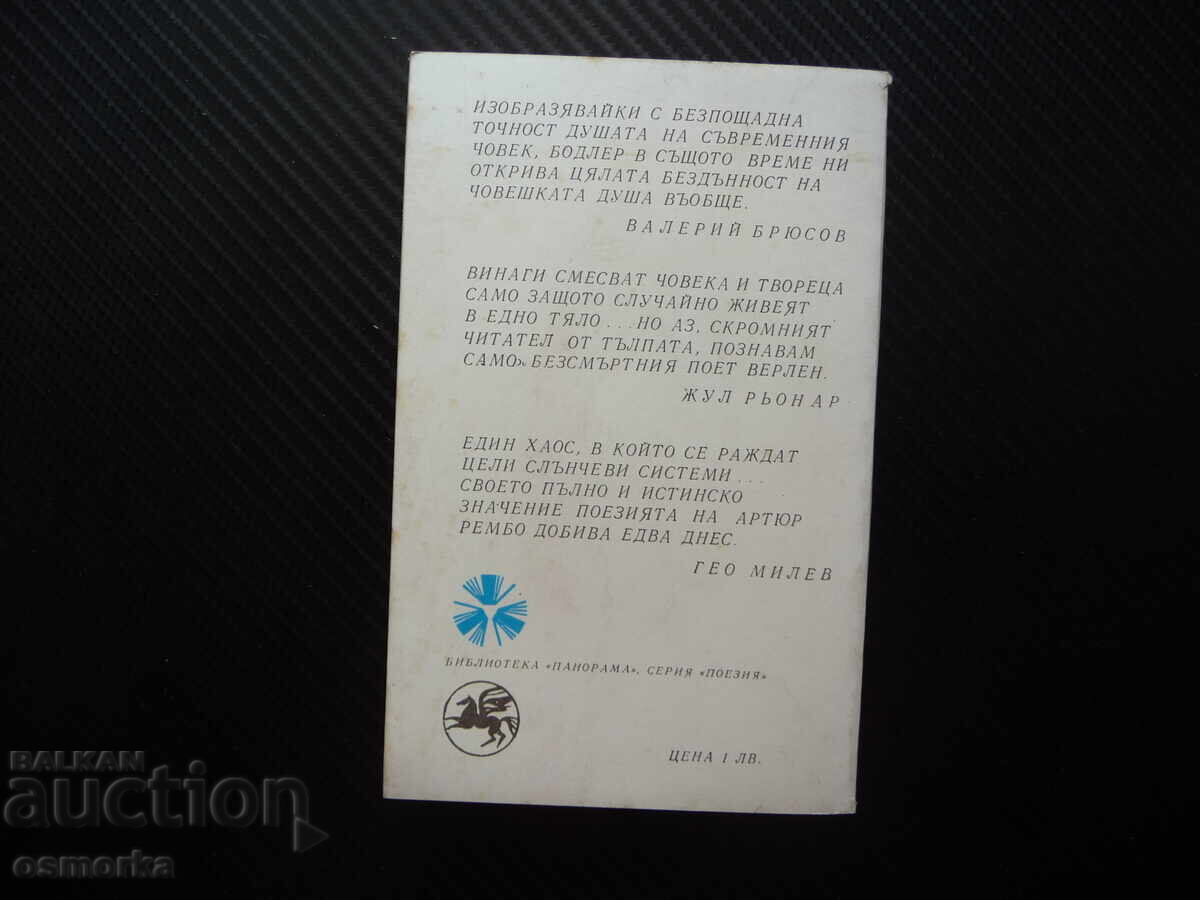 ИЗОБРАЗЯВАЙКИ С БЕЗПОЩАДНА
ТОЧНОСТ ДУШАТА НА СЪВРЕМЕННИЯ
ЧОВЕК, БОДЛЕР В СЪЩОТО ВРЕМЕ НИ
ОТКРИВА ЦЯЛАТА БЕЗДЪННОСТ НА
ЧОВЕШКАТА ДУША ВЪОБЩЕ.
ВАЛЕРИЙ БРЮСОВ
ВИНАГИ СМЕСВАТ ЧОВЕКА И ТВОРЕЦА
САМО ЗАЩОТО СЛУЧАЙНО ЖИВЕЯТ
В ЕДНО ТЯЛО...НО АЗ, СКРОМНИЯТ
ЧИТАТЕЛ ОТ ТЪЛПАТА, ПОЗНАВАМ
САМО» БЕЗСМЪРТНИЯ ПОЕТ ВЕРЛЕН.
ЖУЛ РЬОНАР
ЕДИН ХАОС, В КОЙТО СЕ РАЖДАТ
ЦЕЛИ СЛЪНЧЕВИ СИСТЕМИ...
СВОЕТО ПЪЛНО И ИСТИНСКО
ЗНАЧЕНИЕ ПОЕЗИЯТА НА АРТЮР
РЕМБО ДОБИВА ЕДВА ДНЕС.
ГЕО МИЛЕВ
БИБЛИОТЕКА «ПАНОРАМА», СЕРИЯ «ПОЕЗИЯ»
ЦЕНА 1 ЛВ.
BALKAN
auction
osmorka